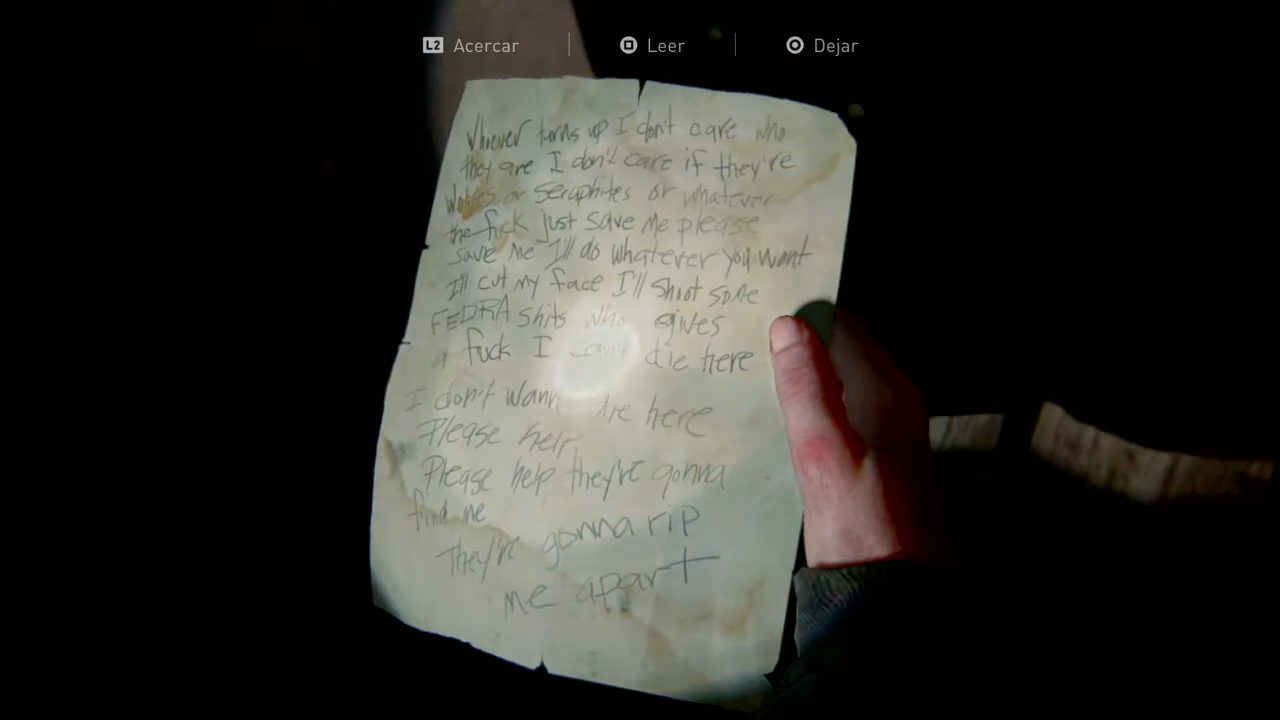 L2 Acercar Leer Dejar
Whoever turns up I don't care who
they are I don't care if they're
Wolves or Seraphites or whatever
the fuck just save me please
save me I'll do whatever you want
I'll cut my face I'll shoot some
FEDRA shits who gives
a fuck I can't die here
I don't wanna die here
Please help
Please help they're gonna
find me
They're gonna rip
me apart